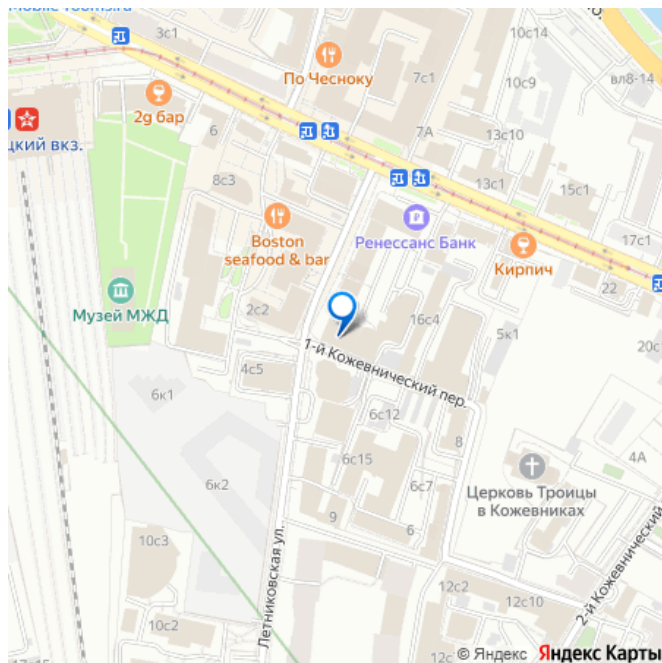 3с1
10с14
вл8-14
По Чесноку
7с1
10с9
2g бар
6
7А
13с10
цкий вкз.
8с3
13с1
15с1
Boston
seafood & bar
Ренессанс Банк
Кирпич
17с1
22
Музей МЖД
2с2
16с4
5к1
20с
1-й Кожевнический пер.
4с5
6к1
6с12
8
4А
6с15
6к2
6с7
Церковь Троицы
в Кожевниках
9
6
10с3
Летниковская ул.
2-й Кожевнический
12с2
12с10
10с2
12с
17с15
© Яндекс Яндекс Карты